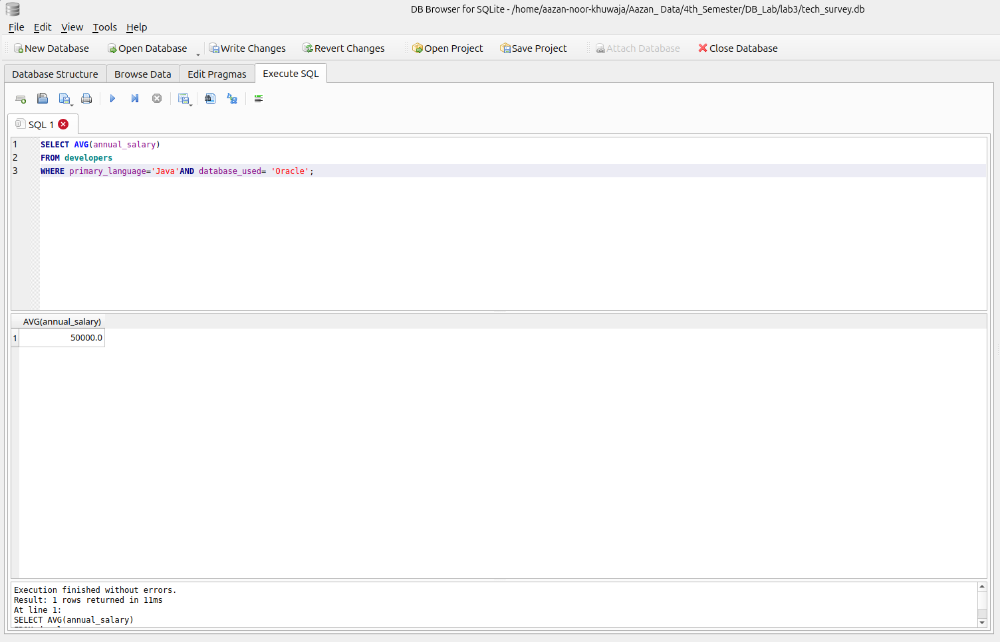 DB Browser for SQLite - /home/aazan-noor-khuwaja/Aazan_ Data/4th_Semester/DB_Lab/lab3/tech_survey.db
File Edit View Tools Help
New Database Open Database Write Changes Revert Changes Open Project Save Project Attach Database Close Database
Database Structure Browse Data Edit Pragmas Execute SQL
SQL 1
1 SELECT AVG(annual_salary)
2 FROM developers
3 WHERE primary_language='Java'AND database_used= 'Oracle';
AVG(annual_salary)
1 50000.0
Execution finished without errors.
Result: 1 rows returned in 11ms
At line 1:
SELECT AVG(annual_salary)